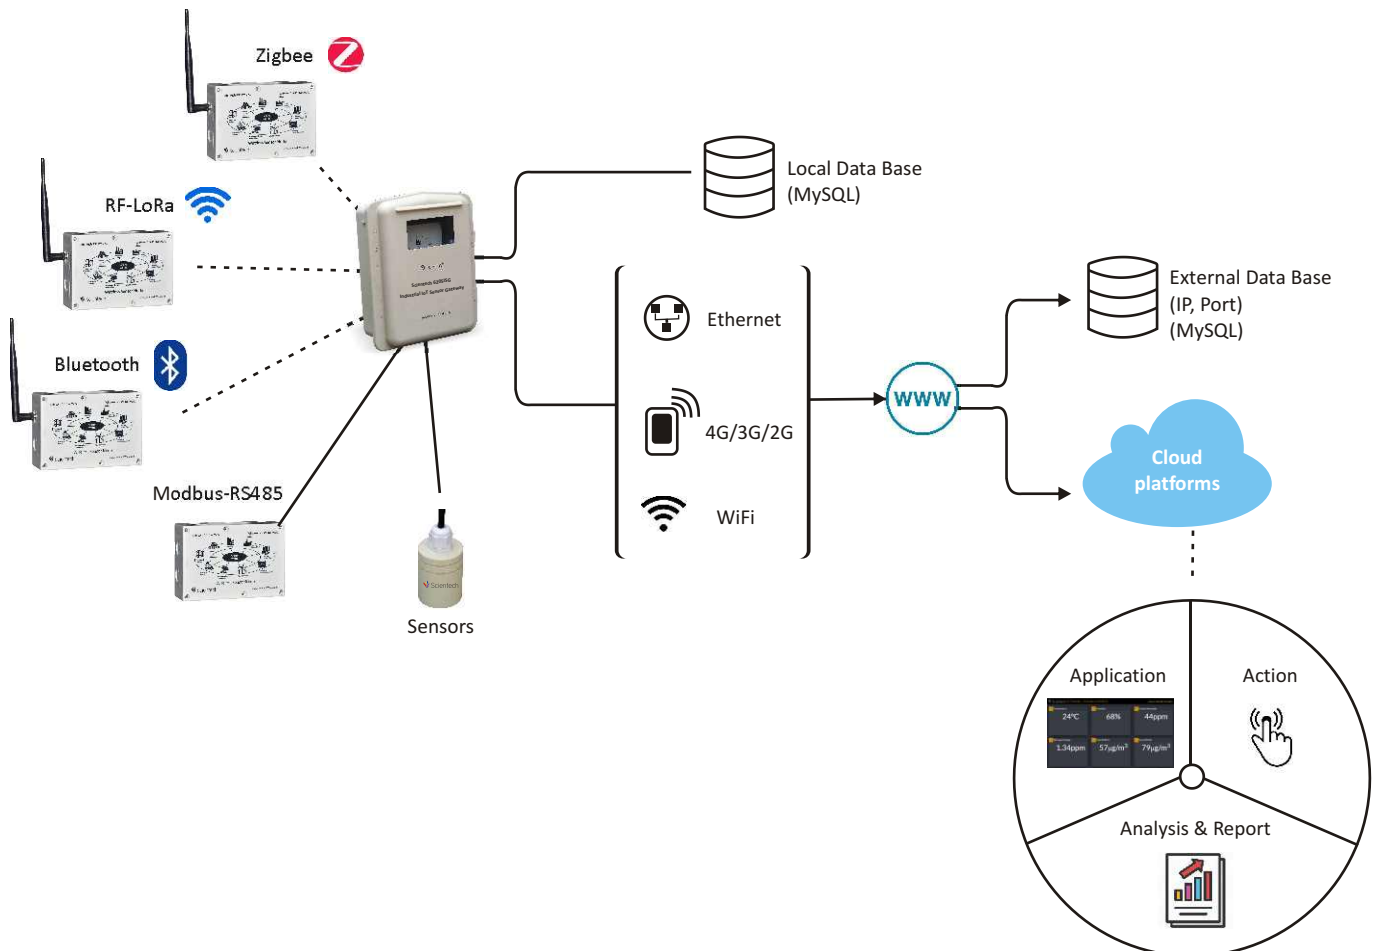 Zigbee
RF-LoRa
Bluetooth
Modbus-RS485
Scientech
Sensors
Local Data Base
(MySQL)
Ethernet
4G/3G/2G
WiFi
www
External Data Base
(IP, Port)
(MySQL)
Cloud
platforms
Application
24°C
68%
44ppm
1.34ppm
57µg/m³
79µg/m³
Action
Analysis & Report